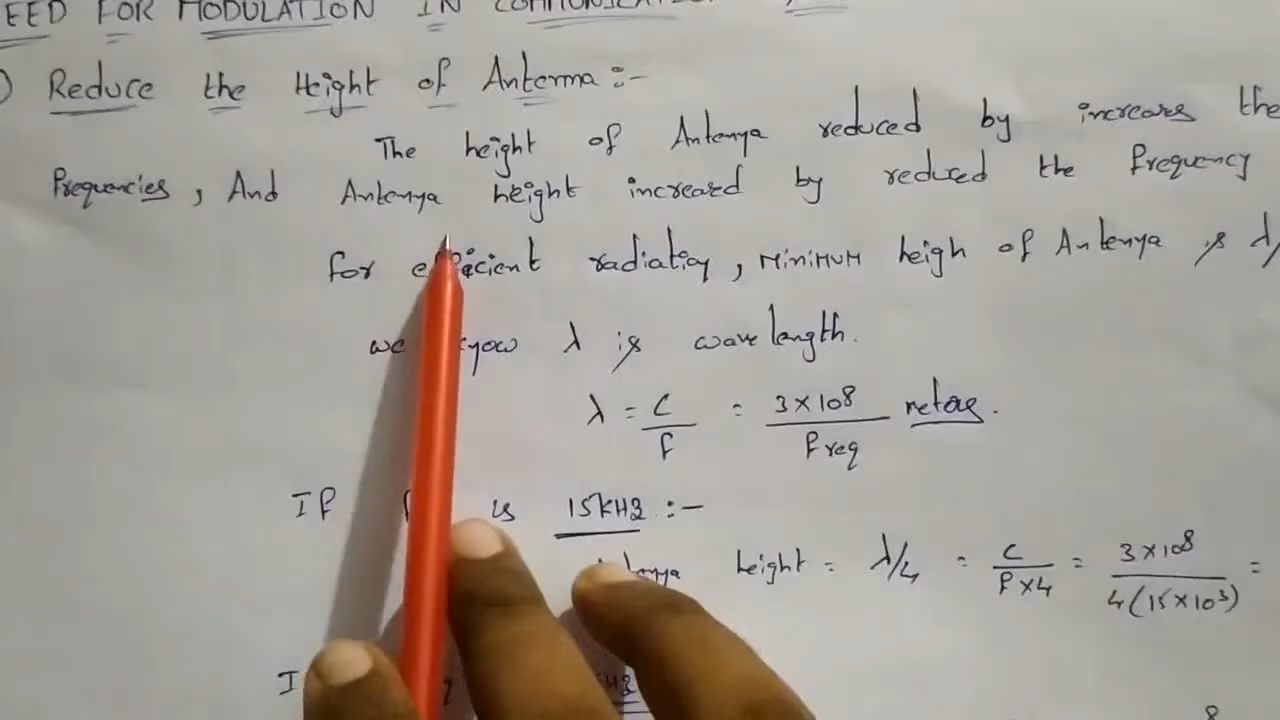 EED FOR MODULATION IN COMMUNICATION
) Reduce the Height of Antenna :-
The height of Antenna reduced by increases the
frequencies, And Antenna height increased by reduced the frequency
For efficient radiation, MiniMUM heigh of Antenna is λ/
we know λ is wavelength.
λ = C/F = 3×108/Freq meters.
IF is 15KHz :-
height = λ/4 = C/F×4 = 3×108/4(15×10³) =
I